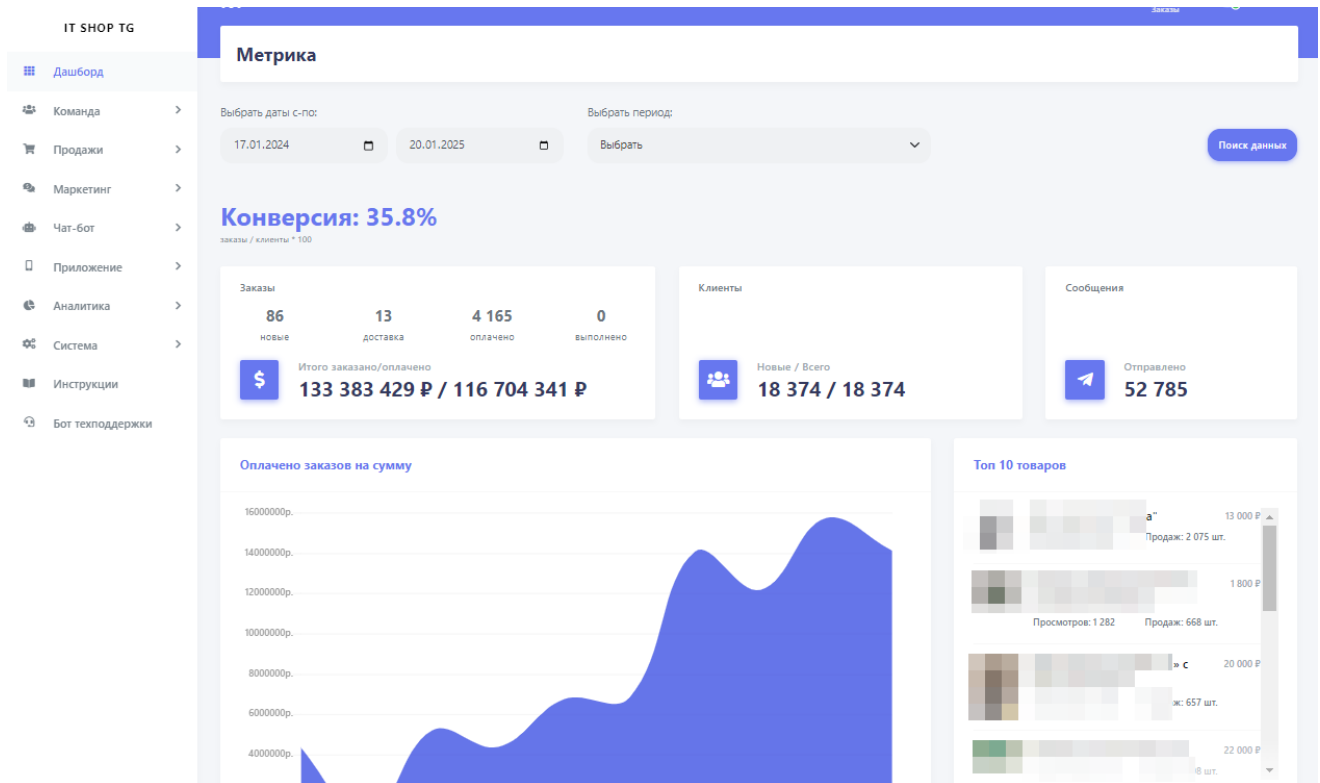 IT SHOP TG
Заказы
Дашборд
Команда
Продажи
Маркетинг
Чат-бот
Приложение
Аналитика
Система
Инструкции
Бот техподдержки
Метрика
Выбрать даты с-по:
Выбрать период:
17.01.2024
20.01.2025
Выбрать
Поиск данных
Конверсия: 35.8%
заказы / клиенты * 100
Заказы
86 13 4 165 0
новые доставка оплачено выполнено
Итого заказано/оплачено
133 383 429 ₽ / 116 704 341 ₽
Клиенты
Новые / Всего
18 374 / 18 374
Сообщения
Отправлено
52 785
Оплачено заказов на сумму
16000000р.
14000000р.
12000000р.
10000000р.
8000000р.
6000000р.
4000000р.
Топ 10 товаров
а" 13 000 ₽
Продаж: 2 075 шт.
1 800 ₽
Просмотров: 1 282 Продаж: 668 шт.
» с 20 000 ₽
ж: 657 шт.
22 000 ₽
8 шт.